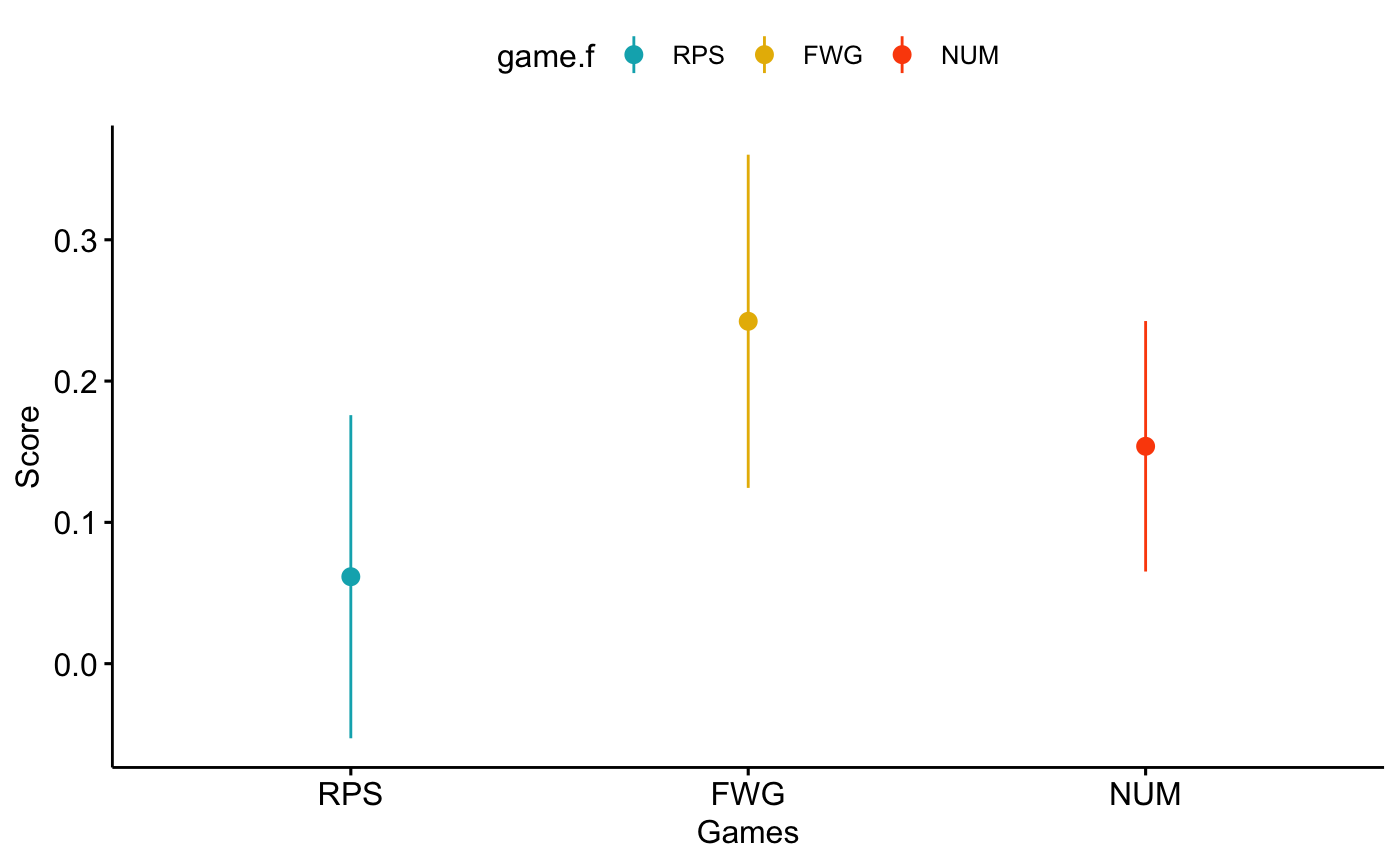 game.f RPS FWG NUM
0.3
0.2
0.1
0.0
Score
RPS FWG NUM
Games